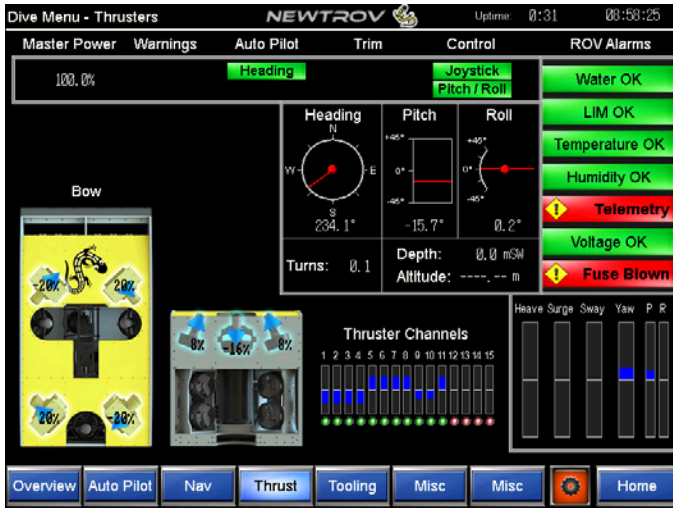 Dive Menu - Thrusters NEWTROV Uptime: 0:31 08:58:25
Master Power Warnings Auto Pilot Trim Control ROV Alarms
100.0% Heading Joystick Water OK
Pitch / Roll
LIM OK
Heading Pitch Roll
N +45° +45° Temperature OK
W E 0° 0°
Humidity OK
S -45° -45°
Bow
! Telemetry
234.1° -15.7° 0.2°
Voltage OK
Turns: 0.1 Depth: 0.0 mSW
Altitude: ----.-- m ! Fuse Blown
-20% 20%
Heave Surge Sway Yaw P R
8% -16% 8% Thruster Channels
1 2 3 4 5 6 7 8 9 10 11 12 13 14 15
20% -20%
Overview Auto Pilot Nav Thrust Tooling Misc Misc Home